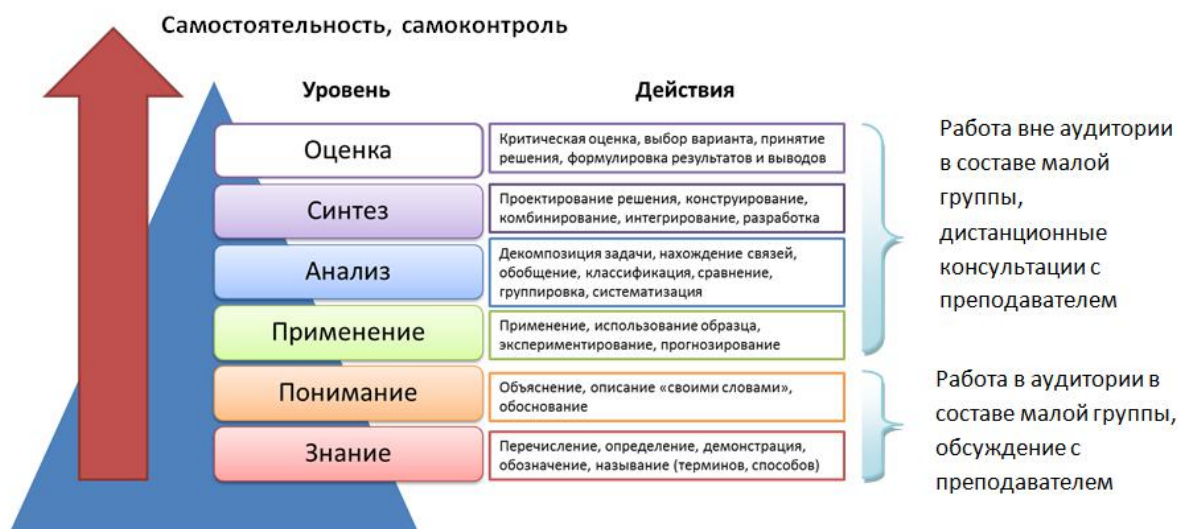 Самостоятельность, самоконтроль
Уровень
Действия
Оценка
Критическая оценка, выбор варианта, принятие
решения, формулировка результатов и выводов
Синтез
Проектирование решения, конструирование,
комбинирование, интегрирование, разработка
Анализ
Декомпозиция задачи, нахождение связей,
обобщение, классификация, сравнение,
группировка, систематизация
Применение
Применение, использование образца,
экспериментирование, прогнозирование
Понимание
Объяснение, описание «своими словами»,
обоснование
Знание
Перечисление, определение, демонстрация,
обозначение, называние (терминов, способов)
Работа вне аудитории
в составе малой
группы,
дистанционные
консультации с
преподавателем
Работа в аудитории в
составе малой группы,
обсуждение с
преподавателем